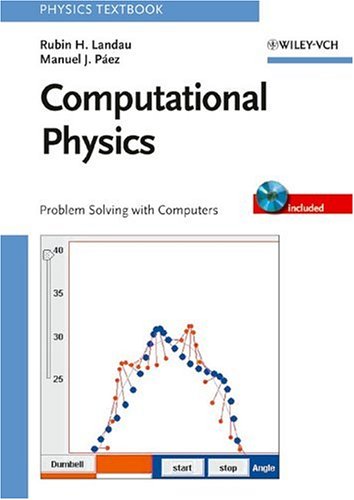 PHYSICS TEXTBOOK
Rubin H. Landau
Manuel J. Páez
WILEY-VCH
Computational
Physics
Problem Solving with Computers
included
40
35
30
25
Dumbell
start
stop
Angle